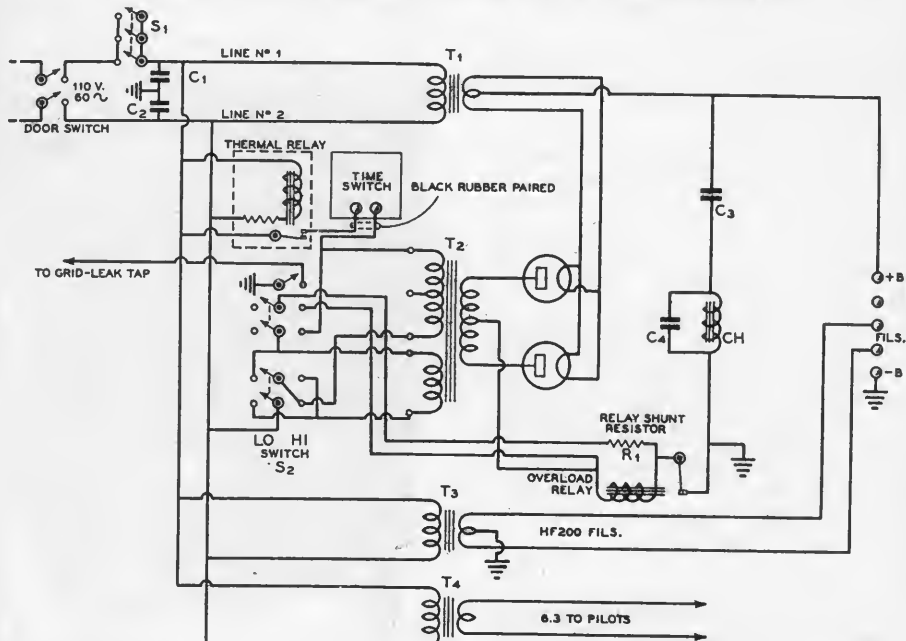 S1
LINE Nº 1
T1
C1
110 V.
60 ~
C2
LINE Nº 2
DOOR SWITCH
THERMAL RELAY
TIME
SWITCH
BLACK RUBBER PAIRED
C3
T2
TO GRID-LEAK TAP
+B
C4
CH
FILS.
-B
LO HI
SWITCH
S2
RELAY SHUNT
RESISTOR
R1
OVERLOAD
RELAY
T3
HF200 FILS.
T4
6.3 TO PILOTS